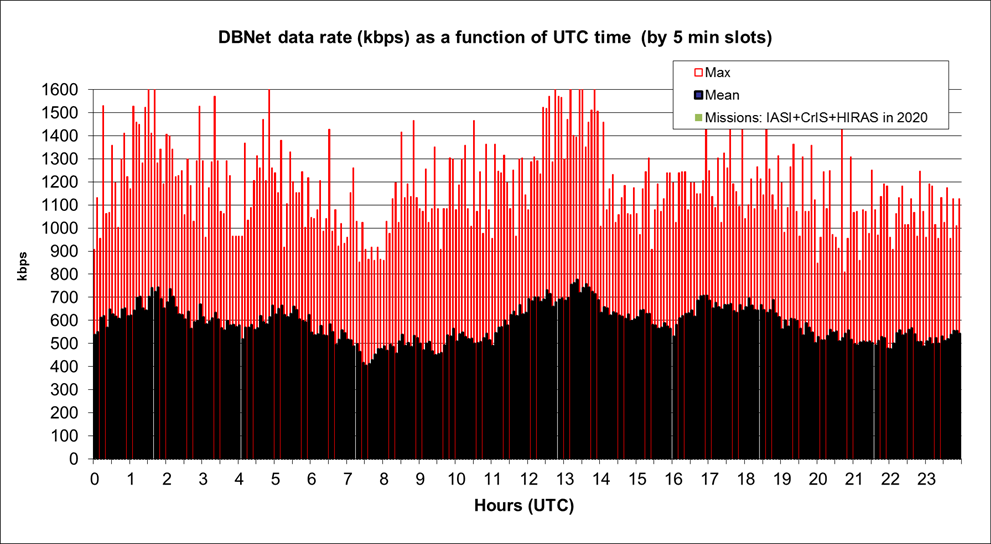 DBNet data rate (kbps) as a function of UTC time (by 5 min slots)
Max
Mean
Missions: IASI+CrIS+HIRAS in 2020
kbps
1600
1500
1400
1300
1200
1100
1000
900
800
700
600
500
400
300
200
100
0
0 1 2 3 4 5 6 7 8 9 10 11 12 13 14 15 16 17 18 19 20 21 22 23
Hours (UTC)